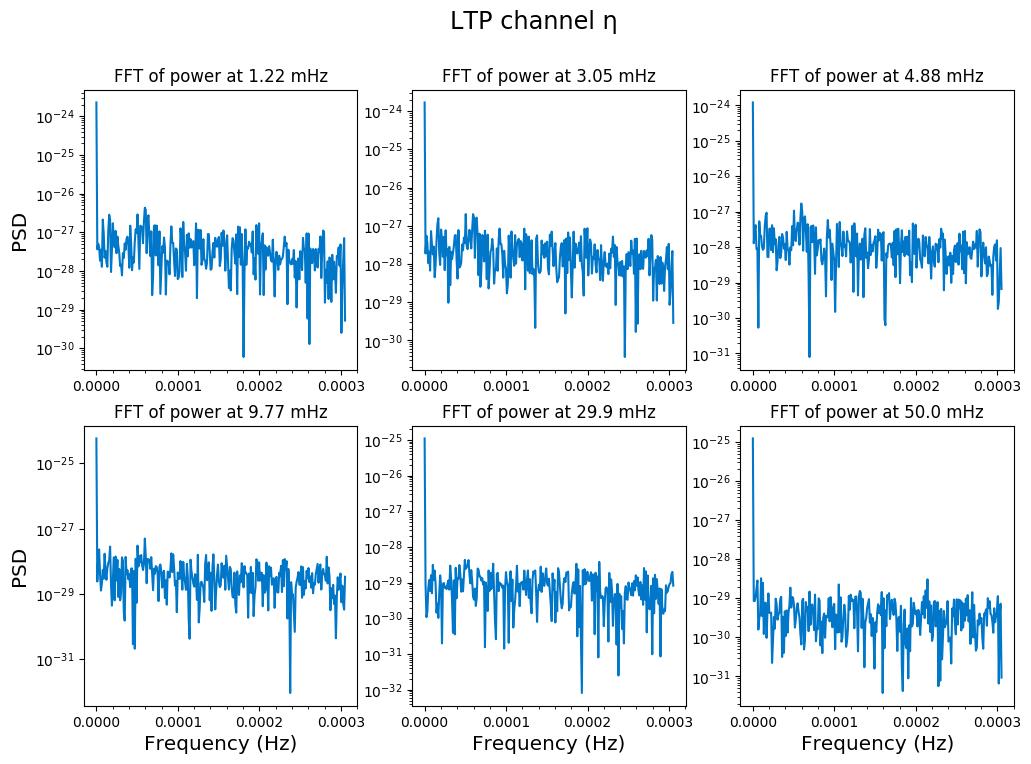 LTP channel η
FFT of power at 1.22 mHz
FFT of power at 3.05 mHz
FFT of power at 4.88 mHz
PSD
10⁻²⁴
10⁻²⁵
10⁻²⁶
10⁻²⁷
10⁻²⁸
10⁻²⁹
10⁻³⁰
0.0000 0.0001 0.0002 0.0003
10⁻²⁴
10⁻²⁵
10⁻²⁶
10⁻²⁷
10⁻²⁸
10⁻²⁹
10⁻³⁰
0.0000 0.0001 0.0002 0.0003
10⁻²⁴
10⁻²⁵
10⁻²⁶
10⁻²⁷
10⁻²⁸
10⁻²⁹
10⁻³⁰
10⁻³¹
0.0000 0.0001 0.0002 0.0003
FFT of power at 9.77 mHz
FFT of power at 29.9 mHz
FFT of power at 50.0 mHz
PSD
10⁻²⁵
10⁻²⁷
10⁻²⁹
10⁻³¹
0.0000 0.0001 0.0002 0.0003
10⁻²⁵
10⁻²⁶
10⁻²⁷
10⁻²⁸
10⁻²⁹
10⁻³⁰
10⁻³¹
10⁻³²
0.0000 0.0001 0.0002 0.0003
10⁻²⁵
10⁻²⁶
10⁻²⁷
10⁻²⁸
10⁻²⁹
10⁻³⁰
10⁻³¹
0.0000 0.0001 0.0002 0.0003
Frequency (Hz)
Frequency (Hz)
Frequency (Hz)